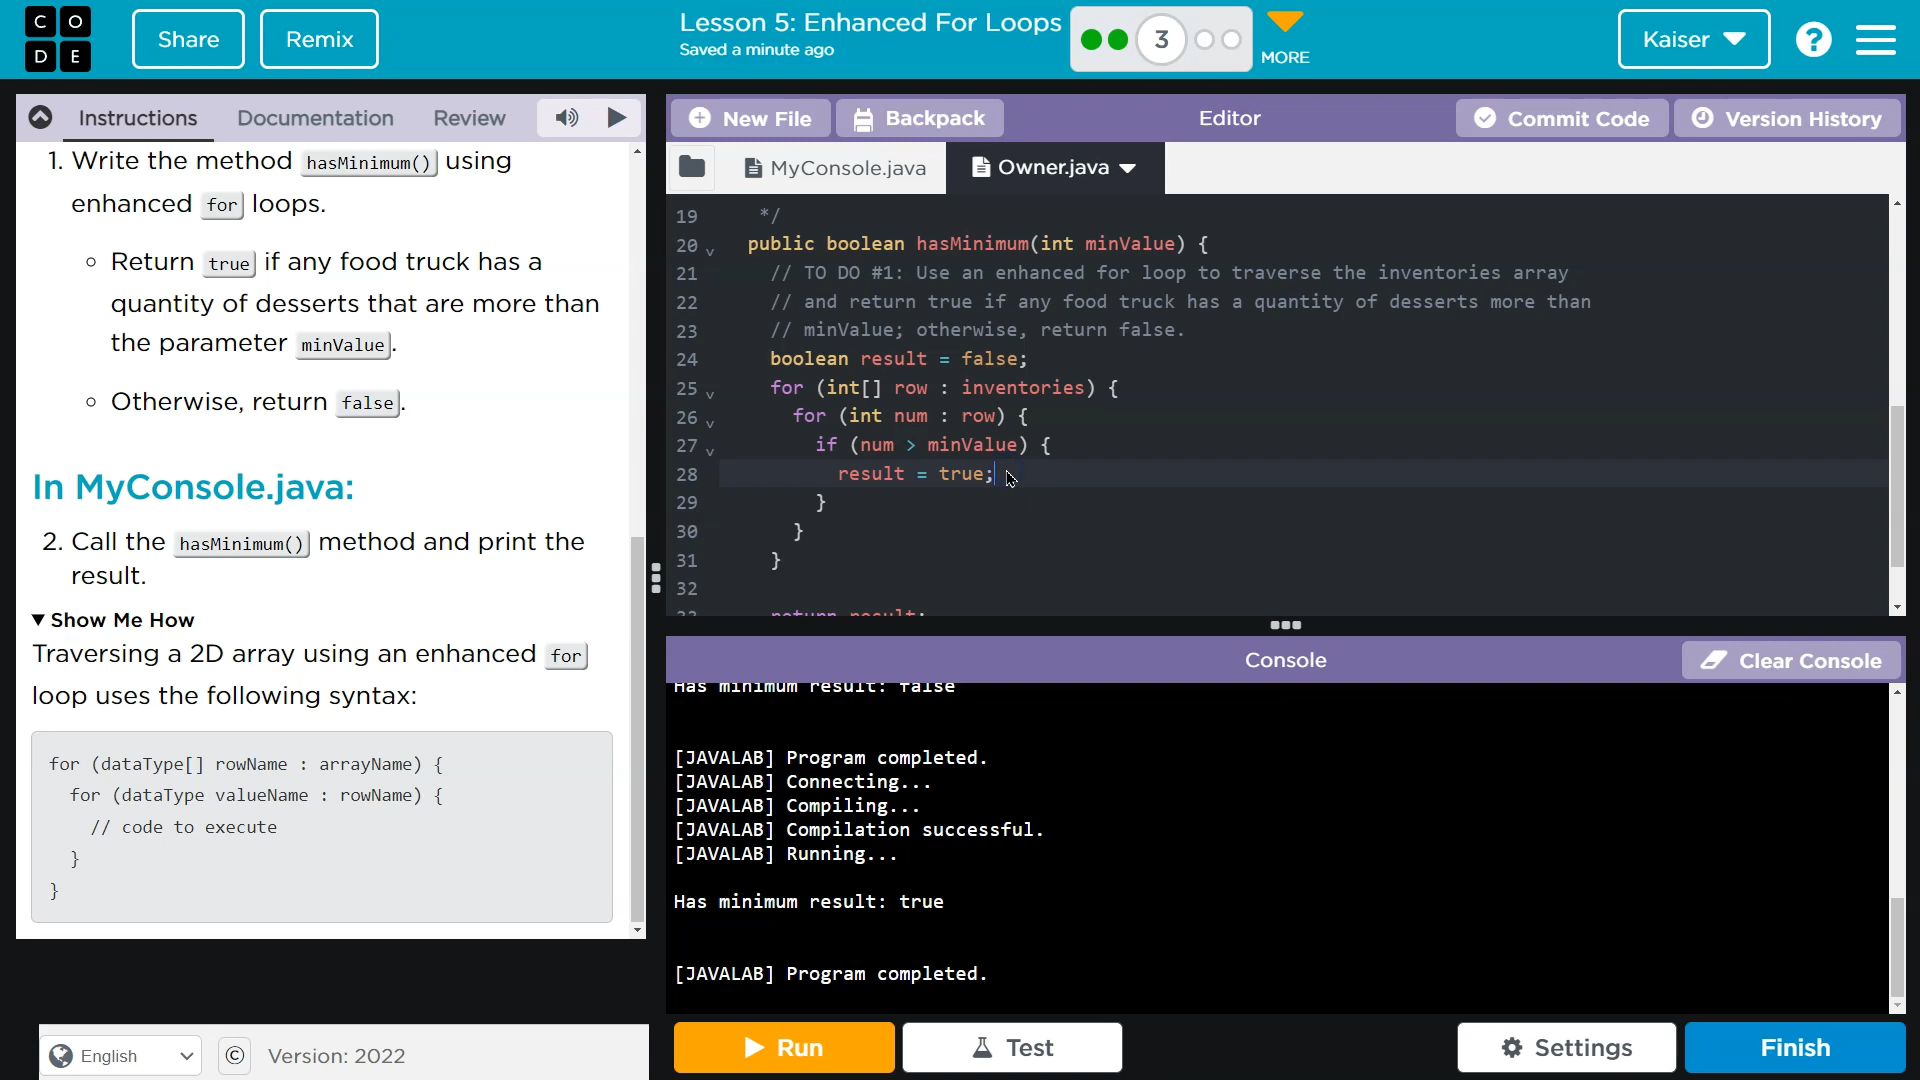 C O
D E
Share
Remix
Lesson 5: Enhanced For Loops
Saved a minute ago
3
MORE
Kaiser
?
Instructions
Documentation
Review
1. Write the method hasMinimum() using
enhanced for loops.
Return true if any food truck has a
quantity of desserts that are more than
the parameter minValue.
Otherwise, return false.
In MyConsole.java:
2. Call the hasMinimum() method and print the
result.
▼ Show Me How
Traversing a 2D array using an enhanced for
loop uses the following syntax:
for (dataType[] rowName : arrayName) {
for (dataType valueName : rowName) {
// code to execute
}
}
English
©
Version: 2022
New File
Backpack
Editor
Commit Code
Version History
MyConsole.java
Owner.java
19 */
20 public boolean hasMinimum(int minValue) {
21 // TO DO #1: Use an enhanced for loop to traverse the inventories array
22 // and return true if any food truck has a quantity of desserts more than
23 // minValue; otherwise, return false.
24 boolean result = false;
25 for (int[] row : inventories) {
26 for (int num : row) {
27 if (num > minValue) {
28 result = true;
29 }
30 }
31 }
32
33 return result;
Console
Clear Console
Has minimum result: false
[JAVALAB] Program completed.
[JAVALAB] Connecting...
[JAVALAB] Compiling...
[JAVALAB] Compilation successful.
[JAVALAB] Running...
Has minimum result: true
[JAVALAB] Program completed.
Run
Test
Settings
Finish